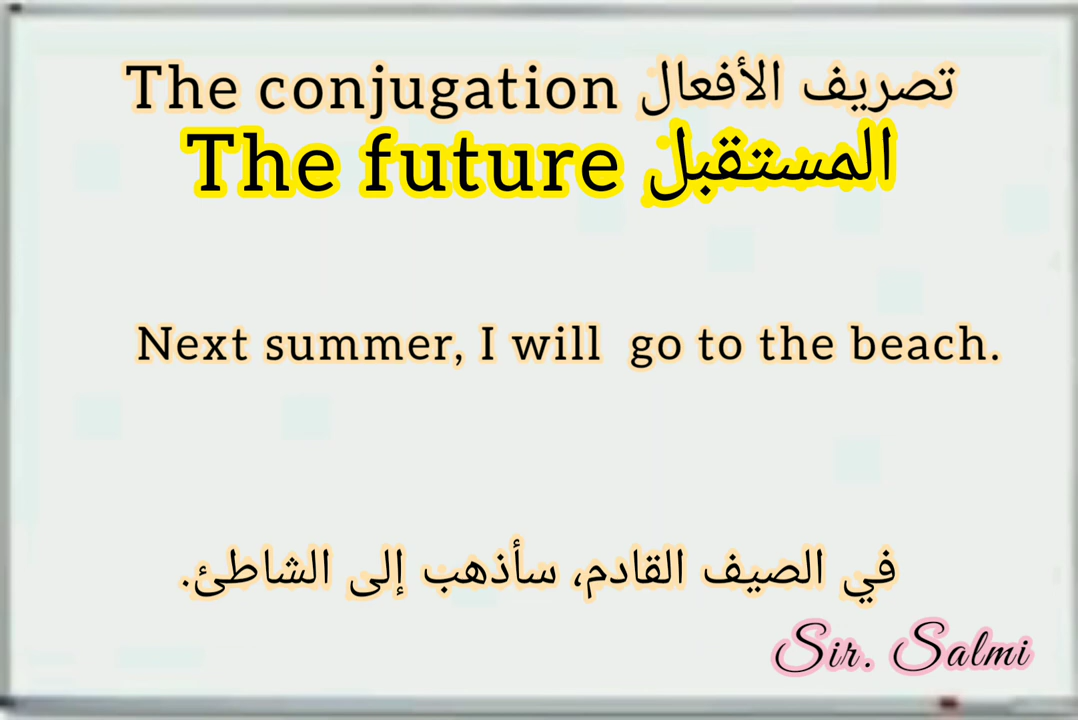 The conjugation تصريف الأفعال
The future المستقبل
Next summer, I will go to the beach.
في الصيف القادم، سأذهب إلى الشاطئ.
Sir. Salmi